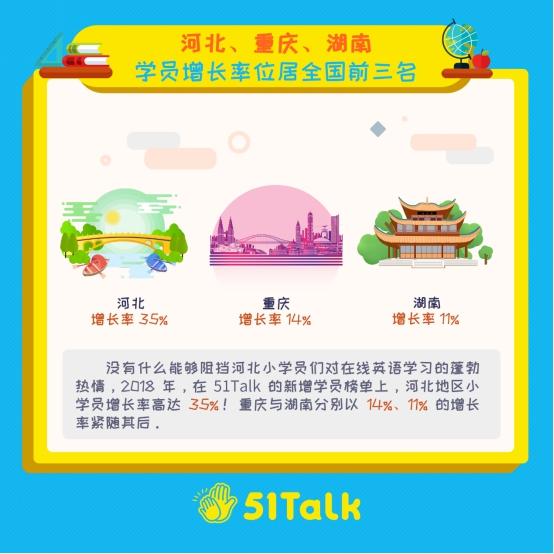 河北、重庆、湖南
学员增长率位居全国前三名
河北
增长率 35%
重庆
增长率 14%
湖南
增长率 11%
没有什么能够阻挡河北小学员们对在线英语学习的蓬勃
热情，2018 年，在 51Talk 的新增学员榜单上，河北地区小
学员增长率高达 35%！重庆与湖南分别以 14%、11% 的增长
率紧随其后.
51Talk